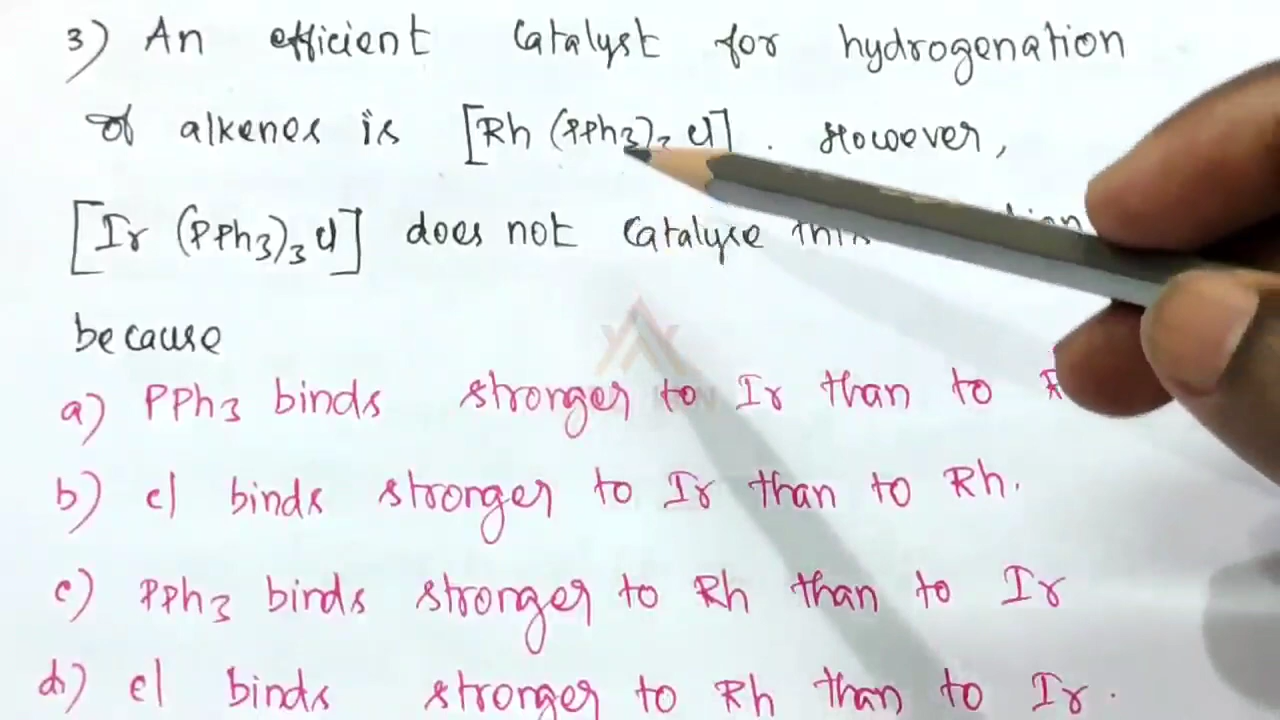 3) An efficient Catalyst for hydrogenation
of alkenes is [Rh (PPh3)3 Cl]. However,
[Ir (PPh3)3 Cl] does not Catalyse this
because
a) PPh3 binds stronger to Ir than to
b) cl binds stronger to Ir than to Rh.
c) PPh3 binds stronger to Rh than to Ir
d) cl binds stronger to Rh than to Ir.